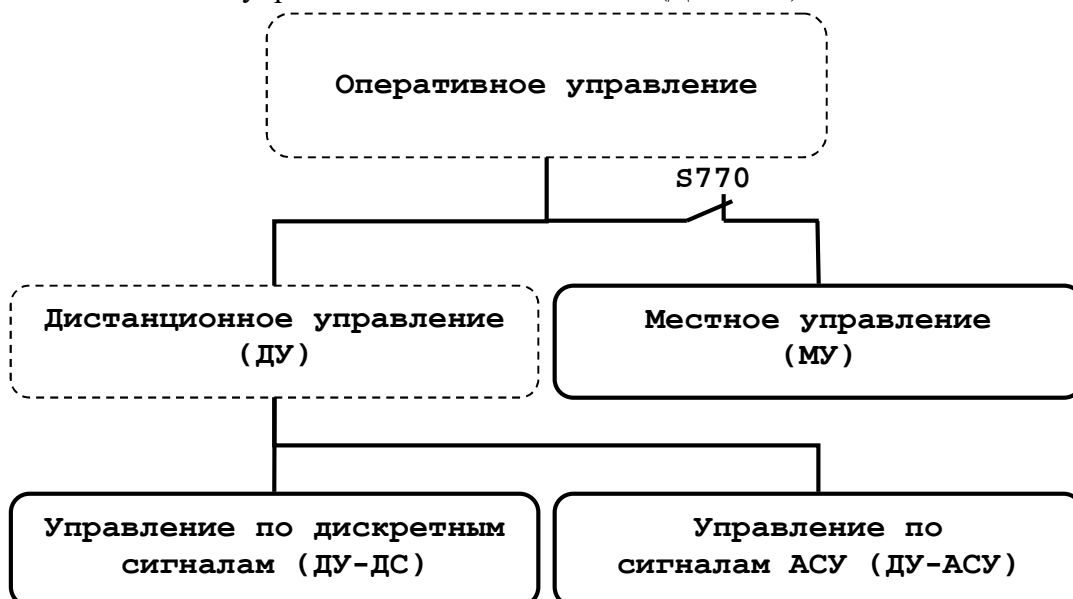 Оперативное управление
S770
Дистанционное управление
(ДУ)
Местное управление
(МУ)
Управление по дискретным
сигналам (ДУ-ДС)
Управление по
сигналам АСУ (ДУ-АСУ)